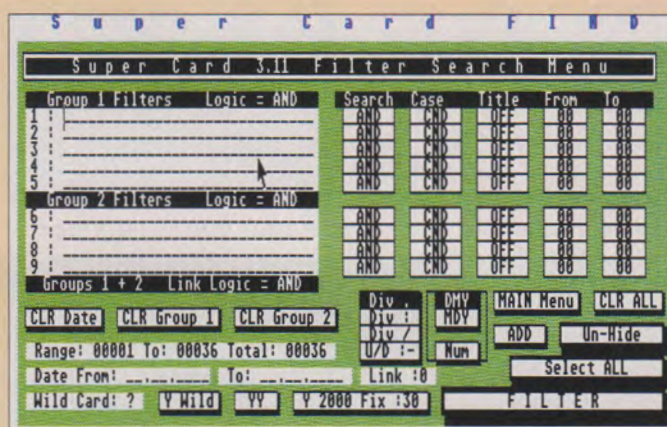 Super Card FIND
Super Card 3.11 Filter Search Menu
Group 1 Filters Logic = AND Search Case Title From To
1 : AND CND OFF 00 00
2 : AND CND OFF 00 00
3 : AND CND OFF 00 00
4 : AND CND OFF 00 00
5 : AND CND OFF 00 00
Group 2 Filters Logic = AND
6 : AND CND OFF 00 00
7 : AND CND OFF 00 00
8 : AND CND OFF 00 00
9 : AND CND OFF 00 00
Groups 1 + 2 Link Logic = AND
Div . DMY MAIN Menu CLR ALL
CLR Date CLR Group 1 CLR Group 2 Div : MDY
Div / ADD Un-Hide
Range: 00001 To: 00036 Total: 00036 U/D :- Num
Date From: __.__.____ To: __.__.____ Link :0 Select ALL
Wild Card: ? Y Wild YY Y 2000 Fix :30 FILTER